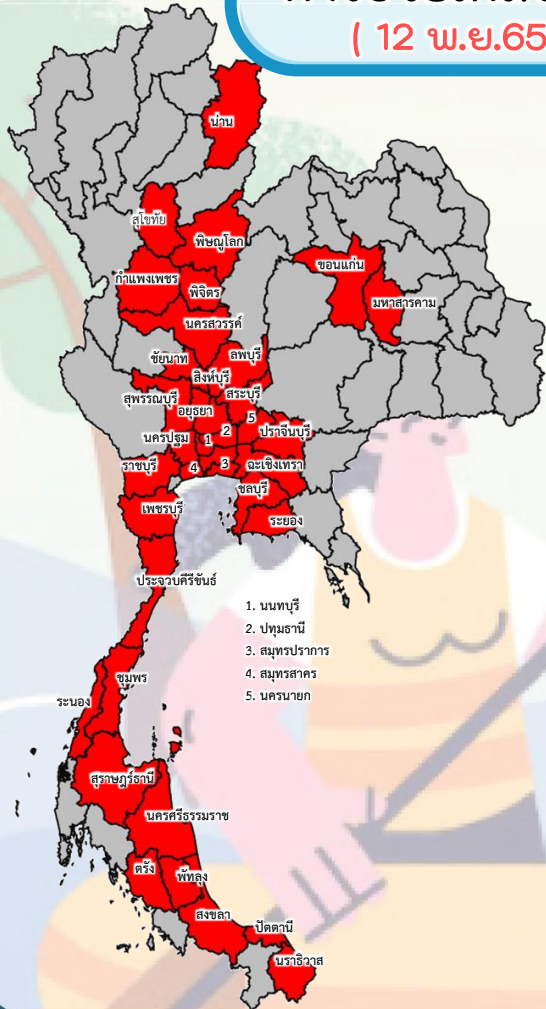 ( 12 พ.ย.65
น่าน
สุโขทัย
พิษณุโลก
ขอนแก่น
กำแพงเพชร
พิจิตร
มหาสารคาม
นครสวรรค์
ชัยนาท
ลพบุรี
สิงห์บุรี
สุพรรณบุรี
สระบุรี
อยุธยา
5
2
ปราจีนบุรี
นครปฐม
1
ราชบุรี
4
3
ฉะเชิงเทรา
ชลบุรี
เพชรบุรี
ระยอง
ประจวบคีรีขันธ์
1. นนทบุรี
2. ปทุมธานี
3. สมุทรปราการ
4. สมุทรสาคร
5. นครนายก
ชุมพร
ระนอง
สุราษฎร์ธานี
นครศรีธรรมราช
ตรัง
พัทลุง
สงขลา
ปัตตานี
นราธิวาส